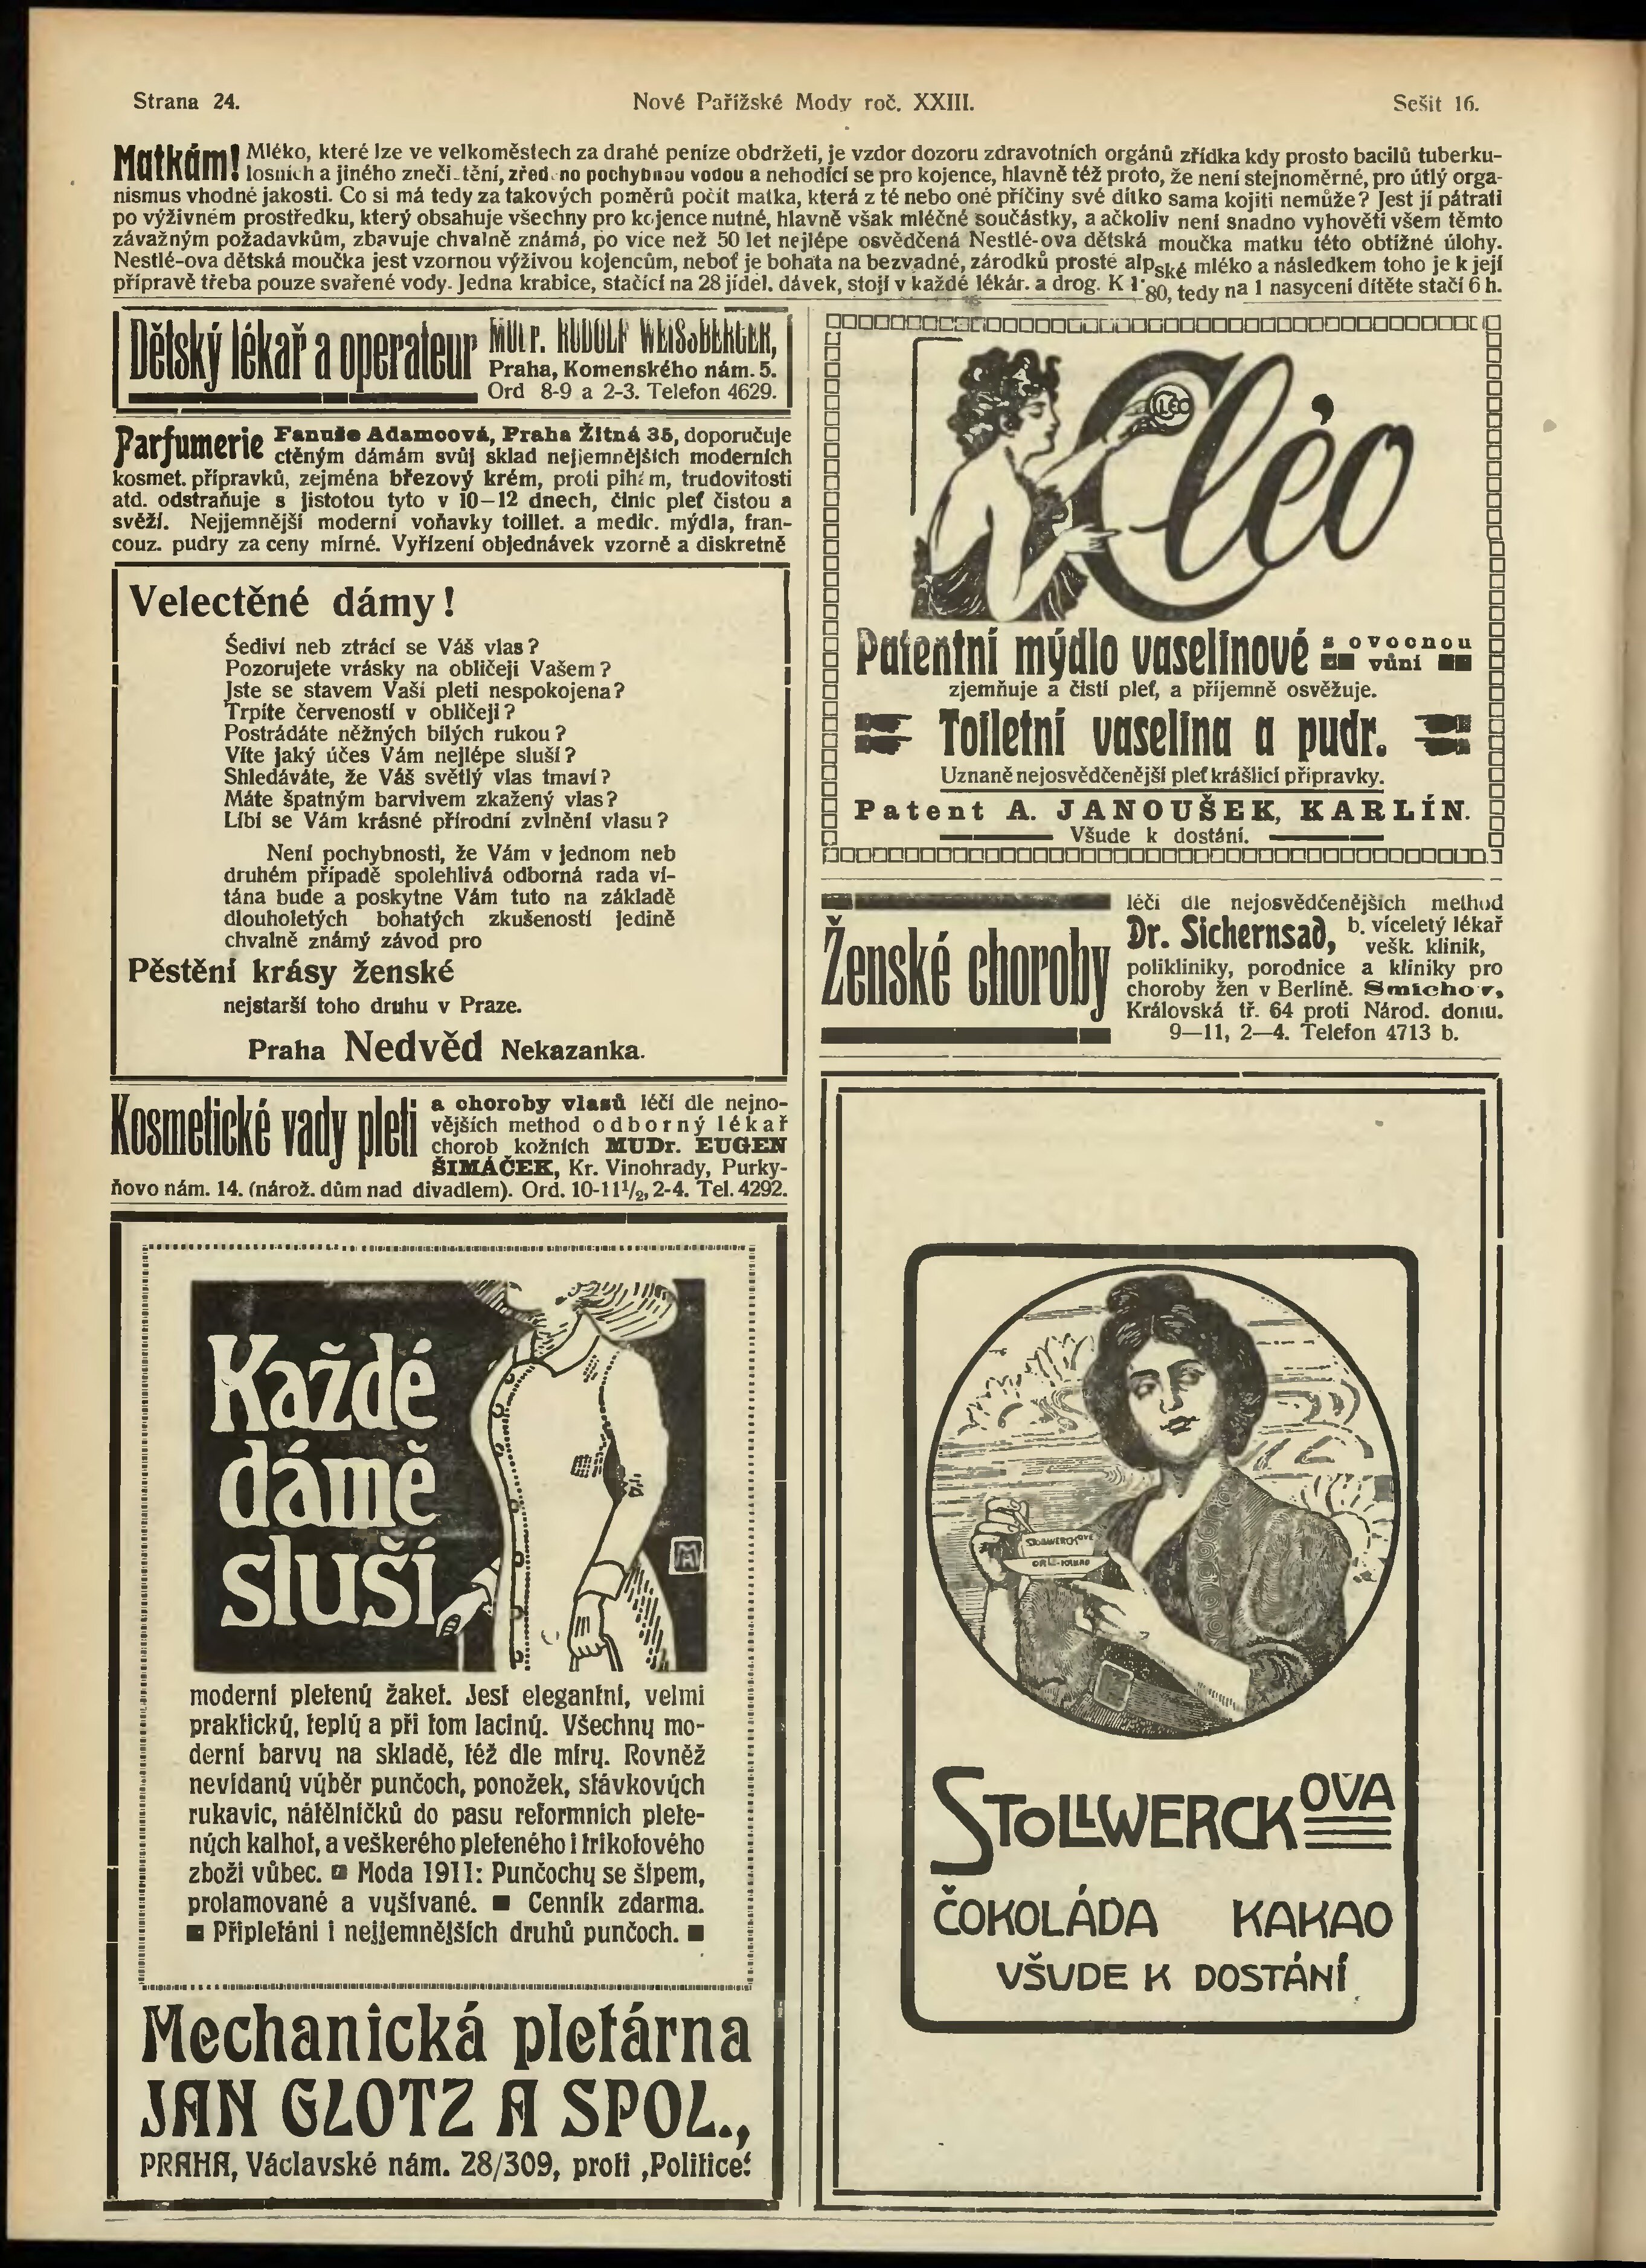 Strana 24. Nové Pařížské Mody roč. XXIII. Sešit 16.
Matkám! Mléko, které lze ve velkoměstech za drahé peníze obdržeti, je vzdor dozoru zdravotních orgánů zřídka kdy prosto bacilů tuberku-
losních a jiného zneči-tění, zřed no pochybnou vodou a nehodící se pro kojence, hlavně též proto, že není stejnoměrné, pro útlý orga-
nismus vhodné jakosti. Co si má tedy za takových poměrů počít matka, která z té nebo oné příčiny své dítko sama kojiti nemůže? Jest jí pátrati
po výživném prostředku, který obsahuje všechny pro kojence nutné, hlavně však mléčné součástky, a ačkoliv není snadno vyhověti všem těmto
závažným požadavkům, zbavuje chvalně známá, po více než 50 let nejlépe osvědčená Nestlé-ova dětská moučka matku této obtížné úlohy.
Nestlé-ova dětská moučka jest vzornou výživou kojencům, neboť je bohata na bezvadné, zárodků prosté alpské mléko a následkem toho je k její
přípravě třeba pouze svařené vody. Jedna krabice, stačící na 28 jídel. dávek, stojí v každé lékár. a drog. K 1·80, tedy na 1 nasycení dítěte stačí 6 h.
Dětský lékař a operateur MUDr. RUDOLF WEISSBERGER,
Praha, Komenského nám. 5.
Ord 8-9 a 2-3. Telefon 4629.
Parfumerie Fanuše Adamcová, Praha Žitná 35, doporučuje
ctěným dámám svůj sklad nejjemnějších moderních
kosmet. přípravků, zejména březový krém, proti pihám, trudovitosti
atd. odstraňuje s jistotou tyto v 10—12 dnech, činíc pleť čistou a
svěží. Nejjemnější moderní voňavky toillet. a medic. mýdla, fran-
couz. pudry za ceny mírné. Vyřízení objednávek vzorně a diskretně
Velectěné dámy!
Šediví neb ztrácí se Váš vlas?
Pozorujete vrásky na obličeji Vašem?
Jste se stavem Vaší pleti nespokojena?
Trpíte červeností v obličeji?
Postrádáte něžných bílých rukou?
Víte jaký účes Vám nejlépe sluší?
Shledáváte, že Váš světlý vlas tmaví?
Máte špatným barvivem zkažený vlas?
Líbí se Vám krásné přírodní zvlnění vlasu?
Není pochybnosti, že Vám v jednom neb
druhém případě spolehlivá odborná rada ví-
tána bude a poskytne Vám tuto na základě
dlouholetých bohatých zkušeností jedině
chvalně známý závod pro
Pěstění krásy ženské
nejstarší toho druhu v Praze.
Praha Nedvěd Nekazanka.
Kosmetické vady pleti a choroby vlasů léčí dle nejno-
vějších method odborný lékař
chorob kožních MUDr. EUGEN
ŠIMÁČEK, Kr. Vinohrady, Purky-
ňovo nám. 14. (nárož. dům nad divadlem). Ord. 10-11½, 2-4. Tel. 4292.
Každé
dámě
sluší
moderní pletený žaket. Jest elegantní, velmi
praktický, teplý a při tom laciný. Všechny mo-
derní barvy na skladě, též dle míry. Rovněž
nevídaný výběr punčoch, ponožek, stávkových
rukavic, nátělníčků do pasu reformních plete-
ných kalhot, a veškerého pleteného i trikotového
zboží vůbec. Moda 1911: Punčochy se šípem,
prolamované a vyšívané. ■ Cenník zdarma.
■ Připletání i nejjemnějších druhů punčoch. ■
Mechanická pletárna
JAN GLOTZ A SPOL.,
PRAHA, Václavské nám. 28/309, proti ‚Politice‘
CLEO
Cléo
Patentní mýdlo vaselinové s ovocnou
vůní
zjemňuje a čistí pleť, a příjemně osvěžuje.
Toiletní vaselina a pudr.
Uznaně nejosvědčenější pleť krášlicí přípravky.
Patent A. JANOUŠEK, KARLÍN.
Všude k dostání.
Ženské choroby léčí dle nejosvědčenějších method
Dr. Sichernsad, b. víceletý lékař
vešk. klinik,
polikliniky, porodnice a kliniky pro
choroby žen v Berlíně. Smíchov,
Královská tř. 64 proti Národ. domu.
9—11, 2—4. Telefon 4713 b.
STOLLWERCKOVA
ČOKOLÁDA KAKAO
VŠUDE K DOSTÁNÍ